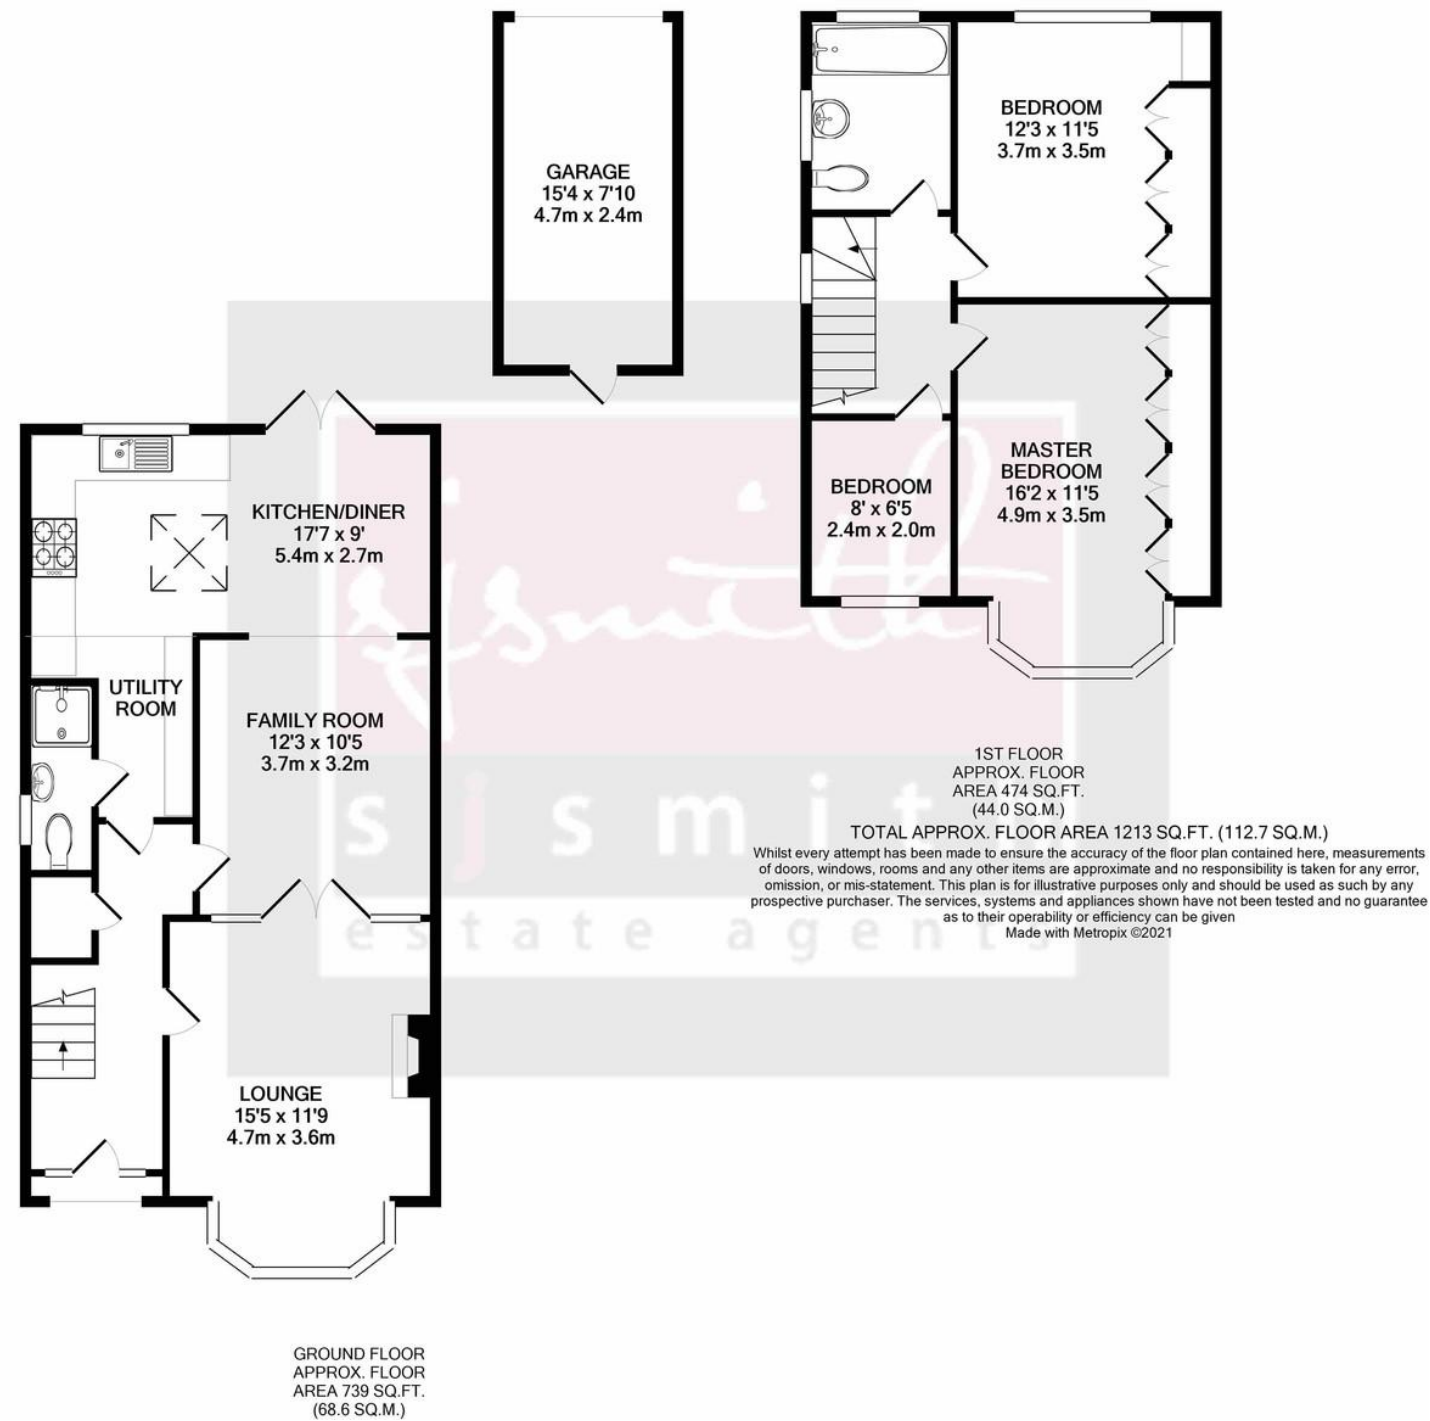 GARAGE
15'4 x 7'10
4.7m x 2.4m
BEDROOM
12'3 x 11'5
3.7m x 3.5m
MASTER
BEDROOM
16'2 x 11'5
4.9m x 3.5m
BEDROOM
8' x 6'5
2.4m x 2.0m
KITCHEN/DINER
17'7 x 9'
5.4m x 2.7m
UTILITY
ROOM
FAMILY ROOM
12'3 x 10'5
3.7m x 3.2m
LOUNGE
15'5 x 11'9
4.7m x 3.6m
sjsmith
sjsmith
estate agents
1ST FLOOR
APPROX. FLOOR
AREA 474 SQ.FT.
(44.0 SQ.M.)
TOTAL APPROX. FLOOR AREA 1213 SQ.FT. (112.7 SQ.M.)
Whilst every attempt has been made to ensure the accuracy of the floor plan contained here, measurements
of doors, windows, rooms and any other items are approximate and no responsibility is taken for any error,
omission, or mis-statement. This plan is for illustrative purposes only and should be used as such by any
prospective purchaser. The services, systems and appliances shown have not been tested and no guarantee
as to their operability or efficiency can be given
Made with Metropix ©2021
GROUND FLOOR
APPROX. FLOOR
AREA 739 SQ.FT.
(68.6 SQ.M.)